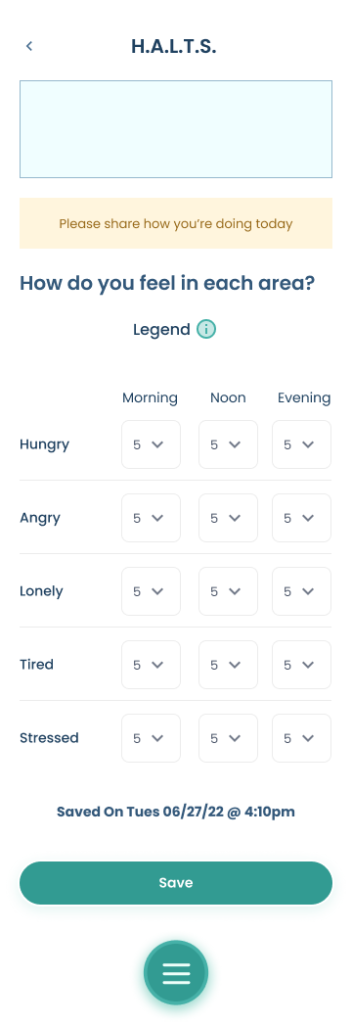 H.A.L.T.S.
Please share how you're doing today
How do you feel in each area?
Legend i
Morning Noon Evening
Hungry 5 5 5
Angry 5 5 5
Lonely 5 5 5
Tired 5 5 5
Stressed 5 5 5
Saved On Tues 06/27/22 @ 4:10pm
Save